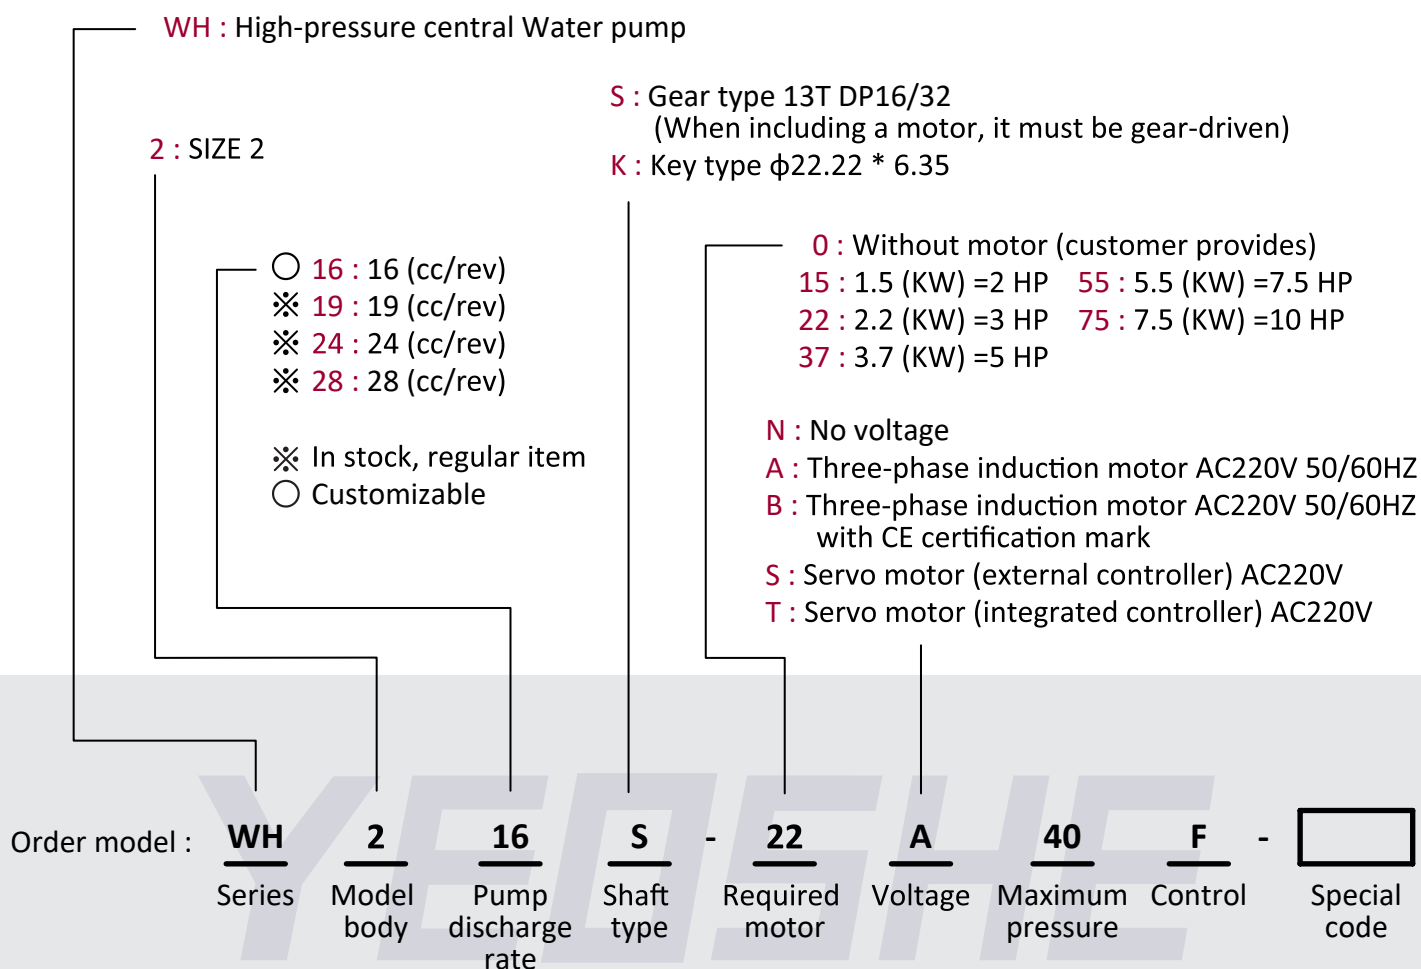 WH : High-pressure central Water pump
S : Gear type 13T DP16/32
(When including a motor, it must be gear-driven)
K : Key type ϕ22.22 * 6.35
2 : SIZE 2
○ 16 : 16 (cc/rev)
※ 19 : 19 (cc/rev)
※ 24 : 24 (cc/rev)
※ 28 : 28 (cc/rev)
※ In stock, regular item
○ Customizable
0 : Without motor (customer provides)
15 : 1.5 (KW) =2 HP 55 : 5.5 (KW) =7.5 HP
22 : 2.2 (KW) =3 HP 75 : 7.5 (KW) =10 HP
37 : 3.7 (KW) =5 HP
N : No voltage
A : Three-phase induction motor AC220V 50/60HZ
B : Three-phase induction motor AC220V 50/60HZ
with CE certification mark
S : Servo motor (external controller) AC220V
T : Servo motor (integrated controller) AC220V
YEOSHE
Order model : WH 2 16 S - 22 A 40 F -
Series Model Pump Shaft Required Voltage Maximum Control Special
body discharge type motor pressure code
rate